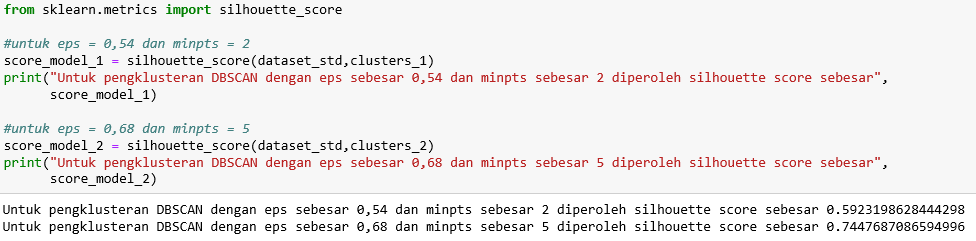 from sklearn.metrics import silhouette_score
#untuk eps = 0,54 dan minpts = 2
score_model_1 = silhouette_score(dataset_std,clusters_1)
print("Untuk pengklusteran DBSCAN dengan eps sebesar 0,54 dan minpts sebesar 2 diperoleh silhouette score sebesar",
      score_model_1)
#untuk eps = 0,68 dan minpts = 5
score_model_2 = silhouette_score(dataset_std,clusters_2)
print("Untuk pengklusteran DBSCAN dengan eps sebesar 0,68 dan minpts sebesar 5 diperoleh silhouette score sebesar",
      score_model_2)
Untuk pengklusteran DBSCAN dengan eps sebesar 0,54 dan minpts sebesar 2 diperoleh silhouette score sebesar 0.5923198628444298
Untuk pengklusteran DBSCAN dengan eps sebesar 0,68 dan minpts sebesar 5 diperoleh silhouette score sebesar 0.7447687086594996